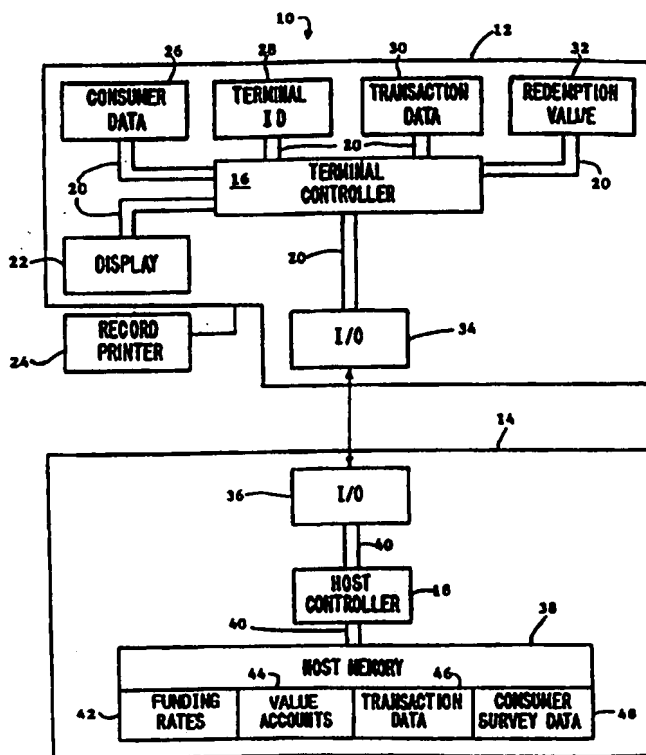 10
12
26
28
30
32
CONSUMER
DATA
TERMINAL
ID
TRANSACTION
DATA
REDEMPTION
VALUE
20
20
20
16
TERMINAL
CONTROLLER
20
20
22
DISPLAY
24
RECORD
PRINTER
I/O
34
14
36
I/O
40
HOST
CONTROLLER
18
40
38
HOST MEMORY
44
46
42
FUNDING
RATES
VALUE
ACCOUNTS
TRANSACTION
DATA
CONSUMER
SURVEY DATA
48